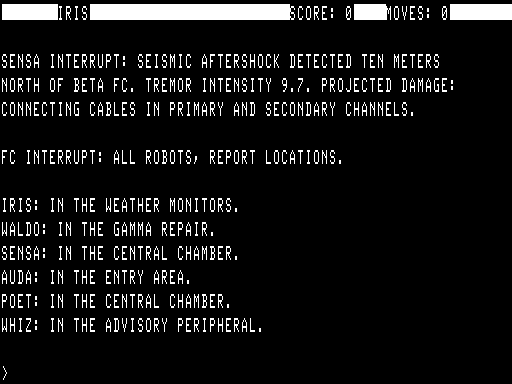 IRIS SCORE: 0 MOVES: 0
SENSA INTERRUPT: SEISMIC AFTERSHOCK DETECTED TEN METERS
NORTH OF BETA FC. TREMOR INTENSITY 9.7. PROJECTED DAMAGE:
CONNECTING CABLES IN PRIMARY AND SECONDARY CHANNELS.
FC INTERRUPT: ALL ROBOTS, REPORT LOCATIONS.
IRIS: IN THE WEATHER MONITORS.
WALDO: IN THE GAMMA REPAIR.
SENSA: IN THE CENTRAL CHAMBER.
AUDA: IN THE ENTRY AREA.
POET: IN THE CENTRAL CHAMBER.
WHIZ: IN THE ADVISORY PERIPHERAL.
>